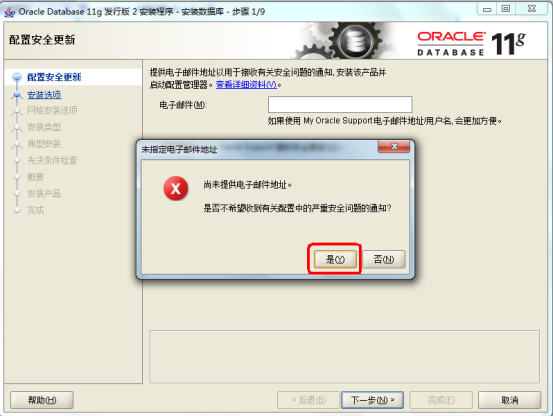 Oracle Database 11g 发行版 2 安装程序 - 安装数据库 - 步骤 1/9
配置安全更新
ORACLE
DATABASE 11g
配置安全更新
安装选项
网格安装选项
安装类型
典型安装
先决条件检查
概要
安装产品
完成
提供电子邮件地址以用于接收有关安全问题的通知, 安装该产品并
启动配置管理器。查看详细资料(V)。
电子邮件(M):
如果使用 My Oracle Support 电子邮件地址/用户名, 会更加方便。
未指定电子邮件地址
尚未提供电子邮件地址。
是否不希望收到有关配置中的严重安全问题的通知?
是(Y)
否(N)
帮助(H)
< 后退(B)
下一步(N) >
完成(F)
取消